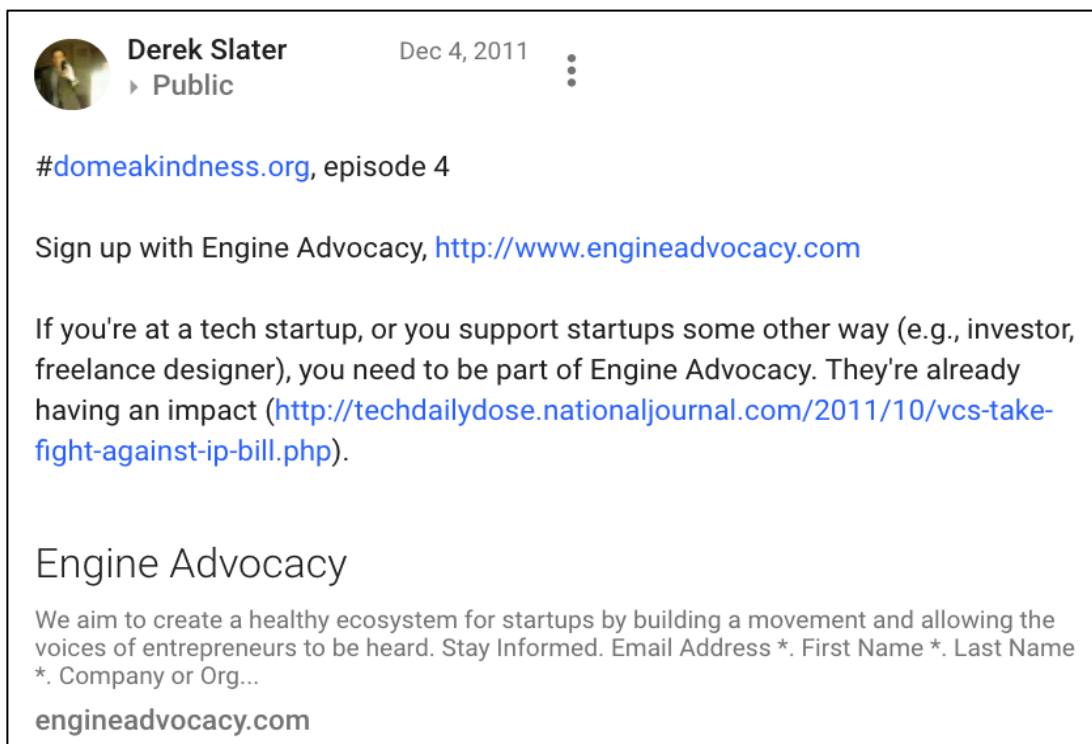 Derek Slater
Dec 4, 2011
Public
#domeakindness.org, episode 4
Sign up with Engine Advocacy, http://www.engineadvocacy.com
If you're at a tech startup, or you support startups some other way (e.g., investor,
freelance designer), you need to be part of Engine Advocacy. They're already
having an impact (http://techdailydose.nationaljournal.com/2011/10/vcs-take-
fight-against-ip-bill.php).
Engine Advocacy
We aim to create a healthy ecosystem for startups by building a movement and allowing the
voices of entrepreneurs to be heard. Stay Informed. Email Address *. First Name *. Last Name
*. Company or Org...
engineadvocacy.com